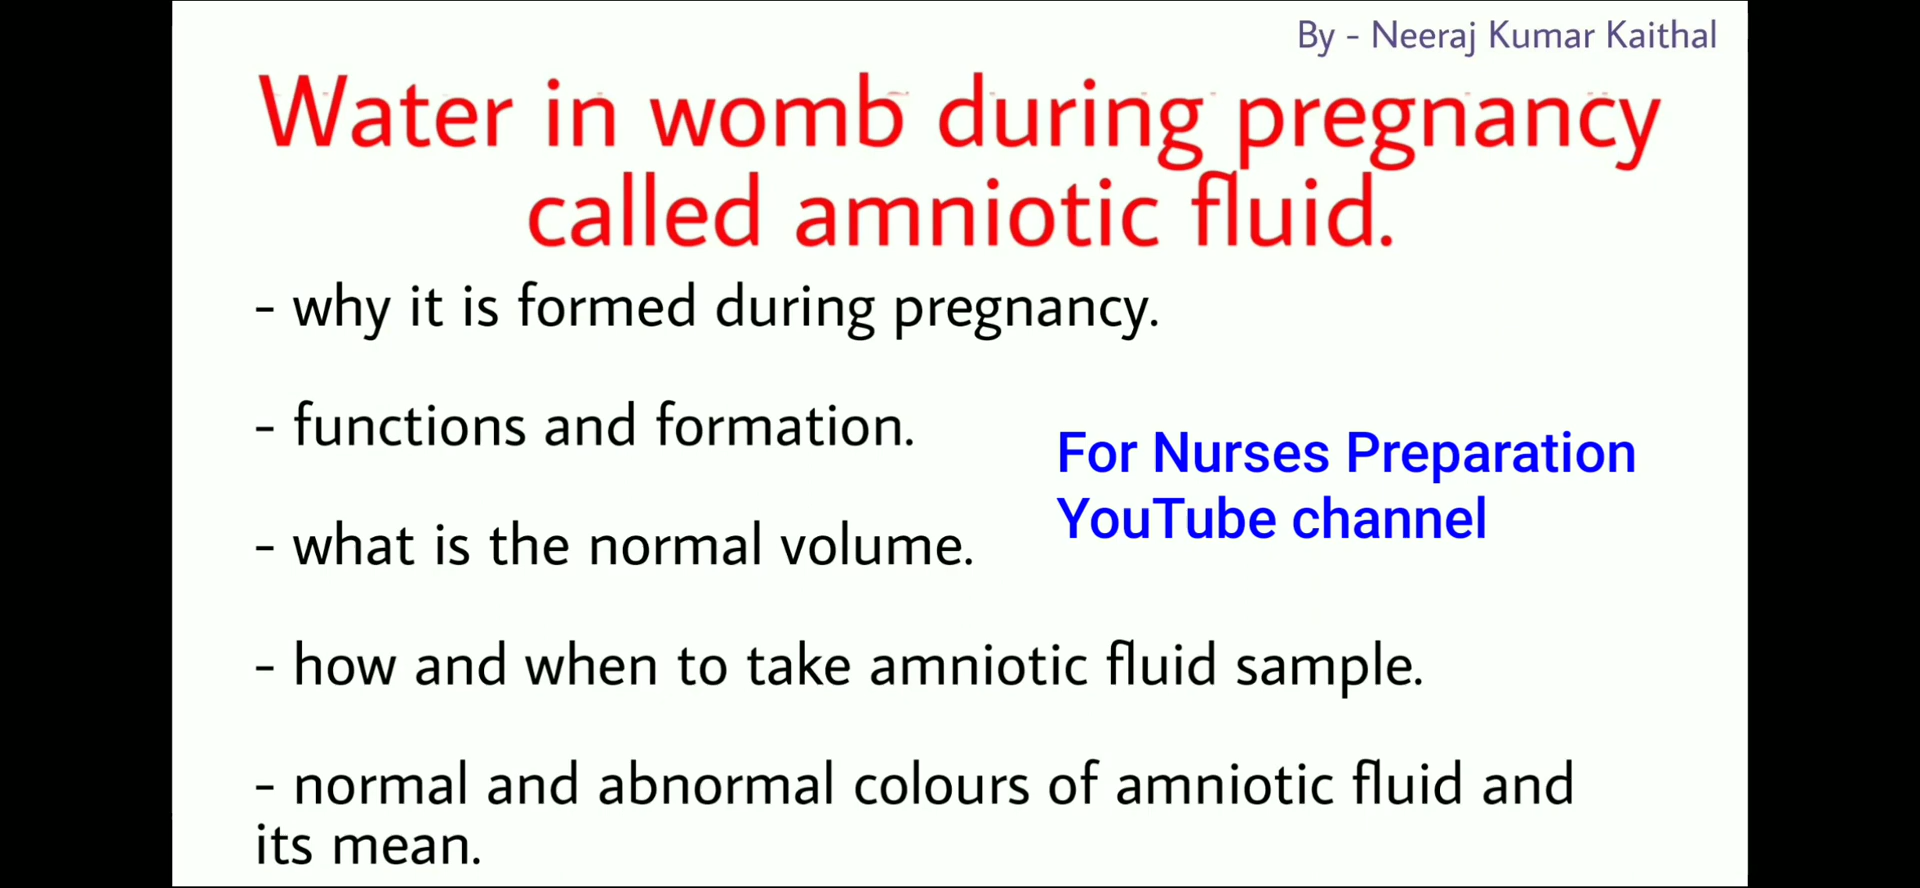 By - Neeraj Kumar Kaithal
Water in womb during pregnancy
called amniotic fluid.
- why it is formed during pregnancy.
- functions and formation.
For Nurses Preparation
YouTube channel
- what is the normal volume.
- how and when to take amniotic fluid sample.
- normal and abnormal colours of amniotic fluid and
its mean.